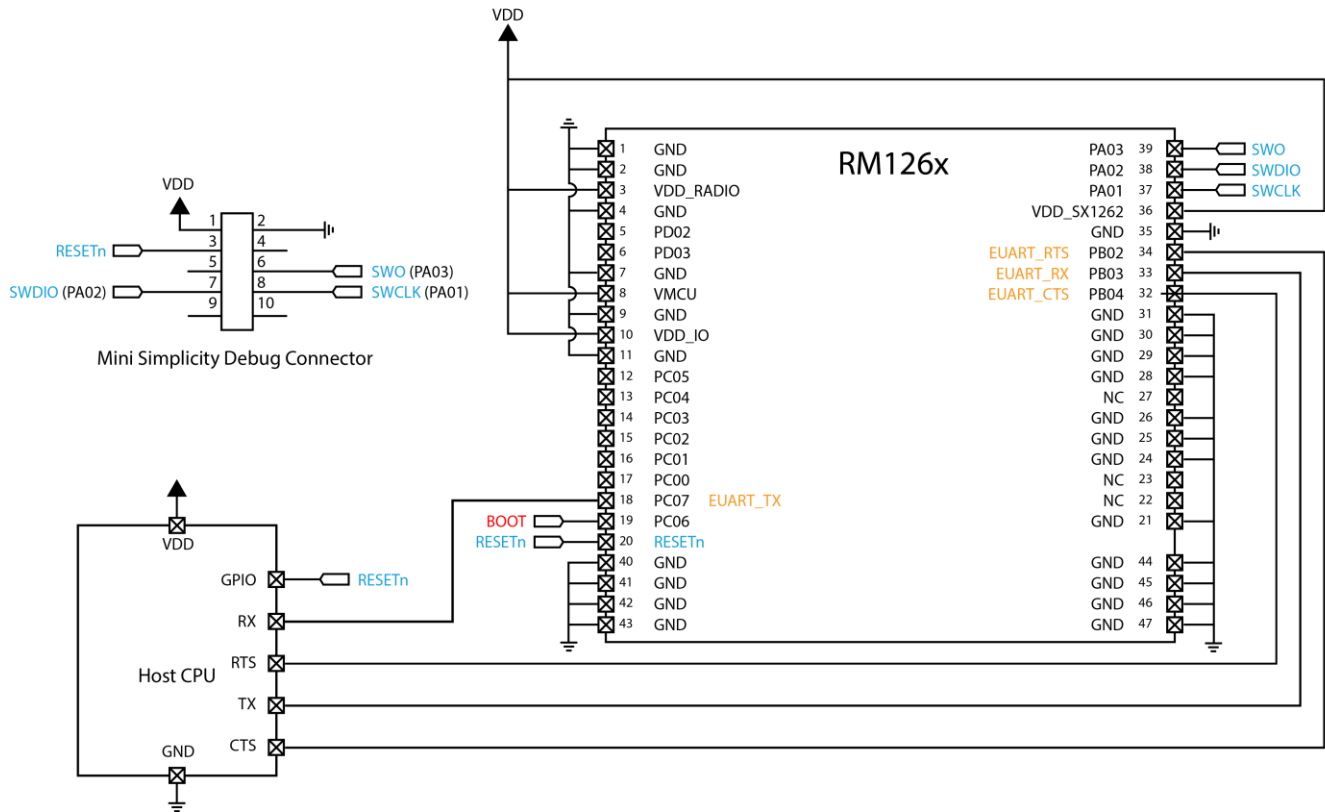 VDD
VDD
1 2
3 4
5 6
7 8
9 10
RESETn
SWDIO (PA02)
SWO (PA03)
SWCLK (PA01)
Mini Simplicity Debug Connector
RM126x
1 GND
2 GND
3 VDD_RADIO
4 GND
5 PD02
6 PD03
7 GND
8 VMCU
9 GND
10 VDD_IO
11 GND
12 PC05
13 PC04
14 PC03
15 PC02
16 PC01
17 PC00
18 PC07 EUART_TX
BOOT 19 PC06
RESETn 20 RESETn
40 GND
41 GND
42 GND
43 GND
PA03 39 SWO
PA02 38 SWDIO
PA01 37 SWCLK
VDD_SX1262 36
GND 35
EUART_RTS PB02 34
EUART_RX PB03 33
EUART_CTS PB04 32
GND 31
GND 30
GND 29
GND 28
NC 27
GND 26
GND 25
GND 24
NC 23
NC 22
GND 21
GND 44
GND 45
GND 46
GND 47
VDD
GPIO RESETn
RX
RTS
Host CPU
TX
CTS
GND